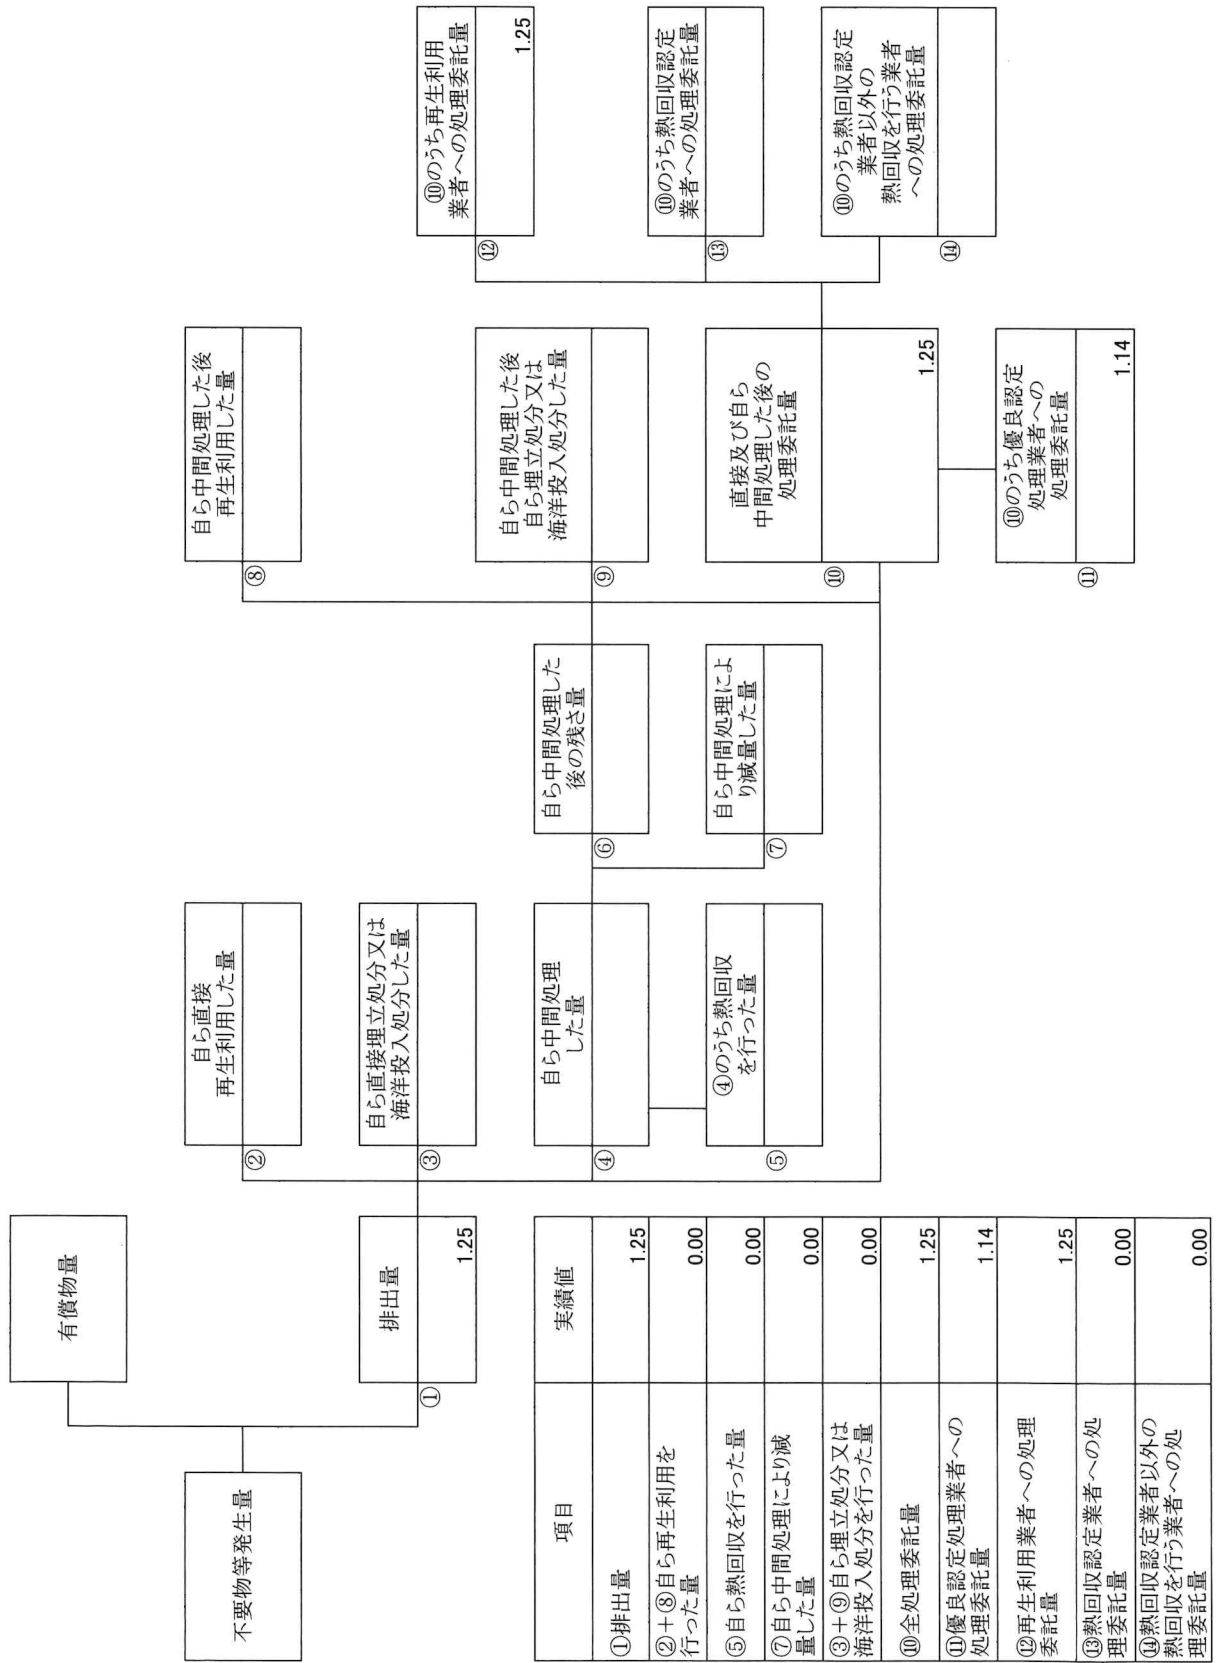 不要物等発生量
有償物量
①
排出量
1.25
②
自ら直接
再生利用した量
③
自ら直接埋立処分又は
海洋投入処分した量
④
自ら中間処理
した量
⑤
④のうち熱回収
を行った量
⑥
自ら中間処理した
後の残さ量
⑦
自ら中間処理によ
り減量した量
⑧
自ら中間処理した後
再生利用した量
⑨
自ら中間処理した後
自ら埋立処分又は
海洋投入処分した量
⑩
直接及び自ら
中間処理した後の
処理委託量
1.25
⑪
⑩のうち優良認定
処理業者への
処理委託量
1.14
⑫
⑩のうち再生利用
業者への処理委託量
1.25
⑬
⑩のうち熱回収認定
業者への処理委託量
⑭
⑩のうち熱回収認定
業者以外の
熱回収を行う業者
への処理委託量
項目
実績値
①排出量
1.25
②+⑧自ら再生利用を
行った量
0.00
⑤自ら熱回収を行った量
0.00
⑦自ら中間処理により減
量した量
0.00
③+⑨自ら埋立処分又は
海洋投入処分を行った量
0.00
⑩全処理委託量
1.25
⑪優良認定処理業者への
処理委託量
1.14
⑫再生利用業者への処理
委託量
1.25
⑬熱回収認定業者への処
理委託量
0.00
⑭熱回収認定業者以外の
熱回収を行う業者への処
理委託量
0.00